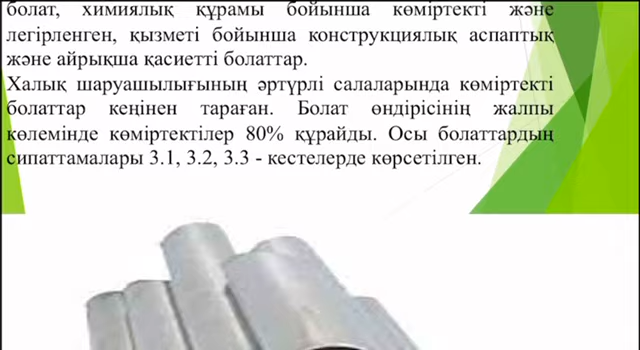 болат, химиялық құрамы бойынша көміртекті және
легірленген, қызметі бойынша конструкциялық аспаптық
және айрықша қасиетті болаттар.
Халық шаруашылығының әртүрлі салаларында көміртекті
болаттар кеңінен тараған. Болат өндірісінің жалпы
көлемінде көміртектілер 80% құрайды. Осы болаттардың
сипаттамалары 3.1, 3.2, 3.3 - кестелерде көрсетілген.